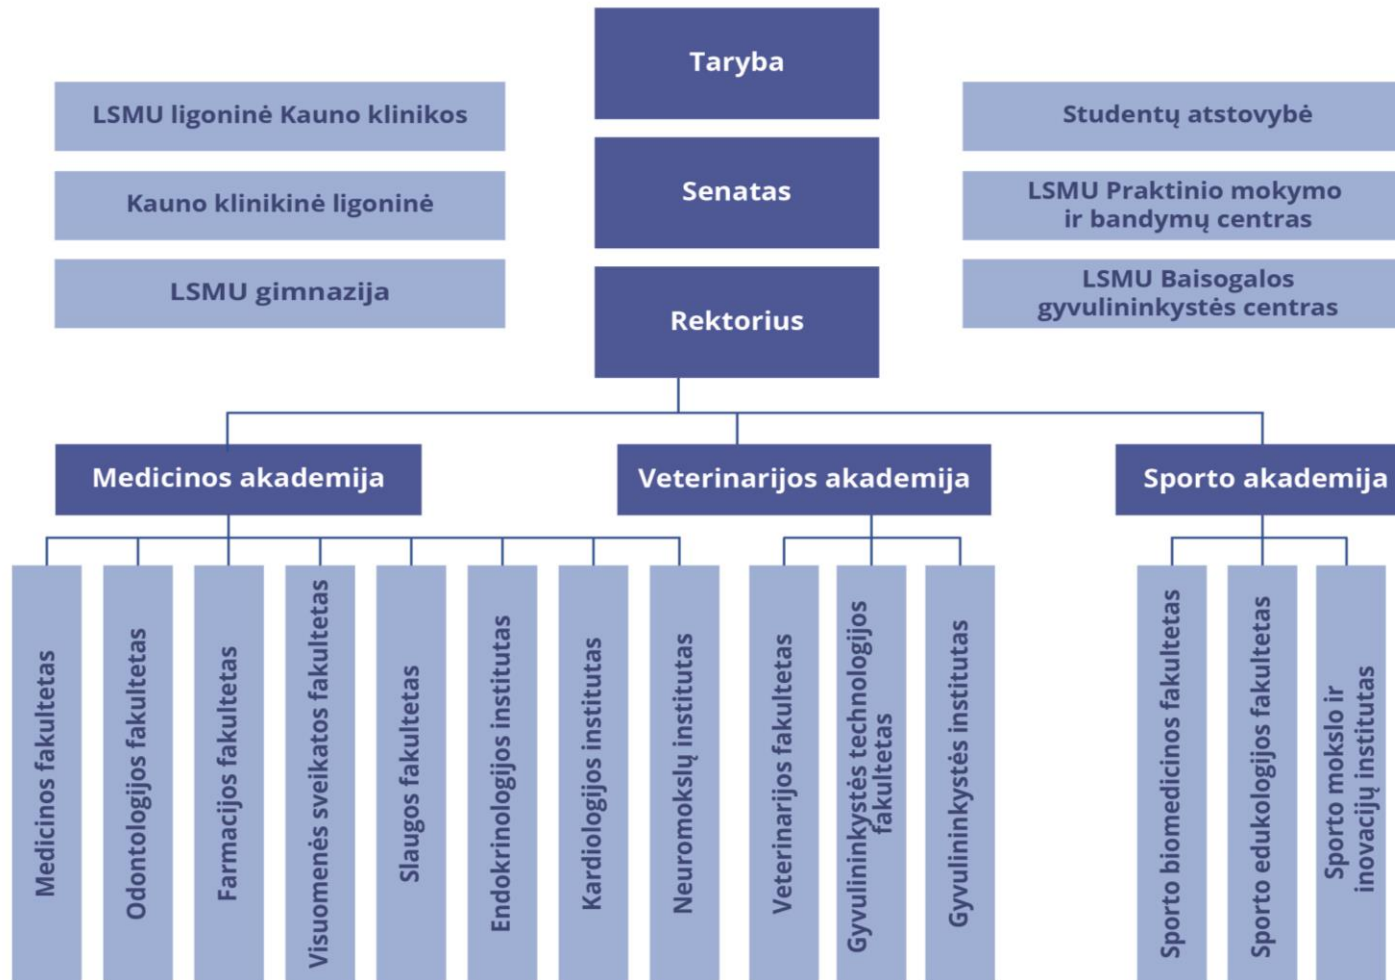 Taryba
LSMU ligoninė Kauno klinikos
Studentų atstovybė
Senatas
Kauno klinikinė ligoninė
LSMU Praktinio mokymo
ir bandymų centras
LSMU gimnazija
LSMU Baisogalos
gyvulininkystės centras
Rektorius
Medicinos akademija
Veterinarijos akademija
Sporto akademija
Medicinos fakultetas
Odontologijos fakultetas
Farmacijos fakultetas
Visuomenės sveikatos fakultetas
Slaugos fakultetas
Endokrinologijos institutas
Kardiologijos institutas
Neuromokslų institutas
Veterinarijos fakultetas
Gyvulininkystės technologijos
fakultetas
Gyvulininkystės institutas
Sporto biomedicinos fakultetas
Sporto edukologijos fakultetas
Sporto mokslo ir
inovacijų institutas